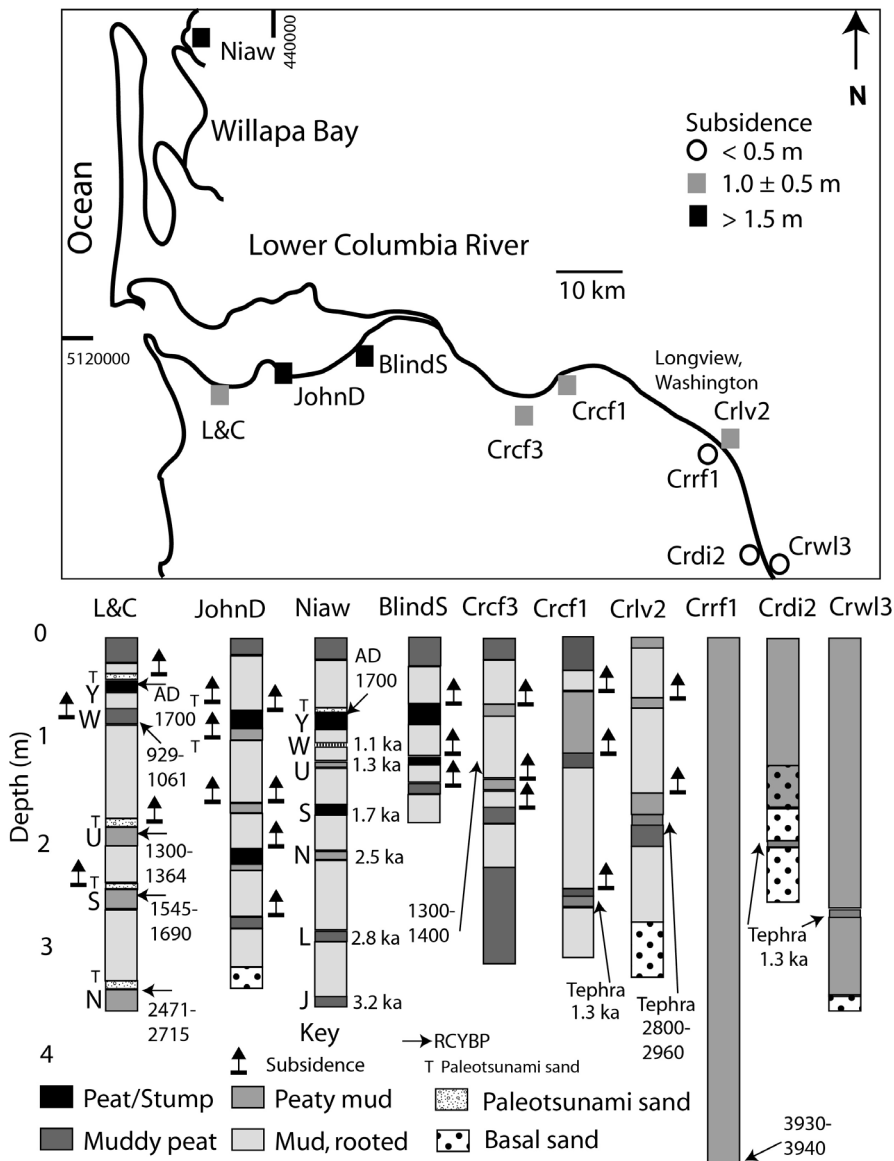 Niaw
440000
N
Willapa Bay
Subsidence
< 0.5 m
1.0 ± 0.5 m
> 1.5 m
Ocean
Lower Columbia River
10 km
5120000
BlindS
Longview,
Washington
JohnD
Crcf1
Crlv2
L&C
Crcf3
Crrf1
Crdi2
Crwl3
L&C
JohnD
Niaw
BlindS
Crcf3
Crcf1
Crlv2
Crrf1
Crdi2
Crwl3
Depth (m)
0
1
2
3
4
T
Y
W
T
U
T
S
T
N
AD
1700
929-
1061
1300-
1364
1545-
1690
2471-
2715
T
T
AD
1700
T
Y
W
1.1 ka
U
1.3 ka
S
1.7 ka
N
2.5 ka
L
2.8 ka
J
3.2 ka
1300-
1400
Tephra
1.3 ka
Tephra
2800-
2960
Tephra
1.3 ka
3930-
3940
Key
RCYBP
Subsidence
T Paleotsunami sand
Peat/Stump
Peaty mud
Paleotsunami sand
Muddy peat
Mud, rooted
Basal sand